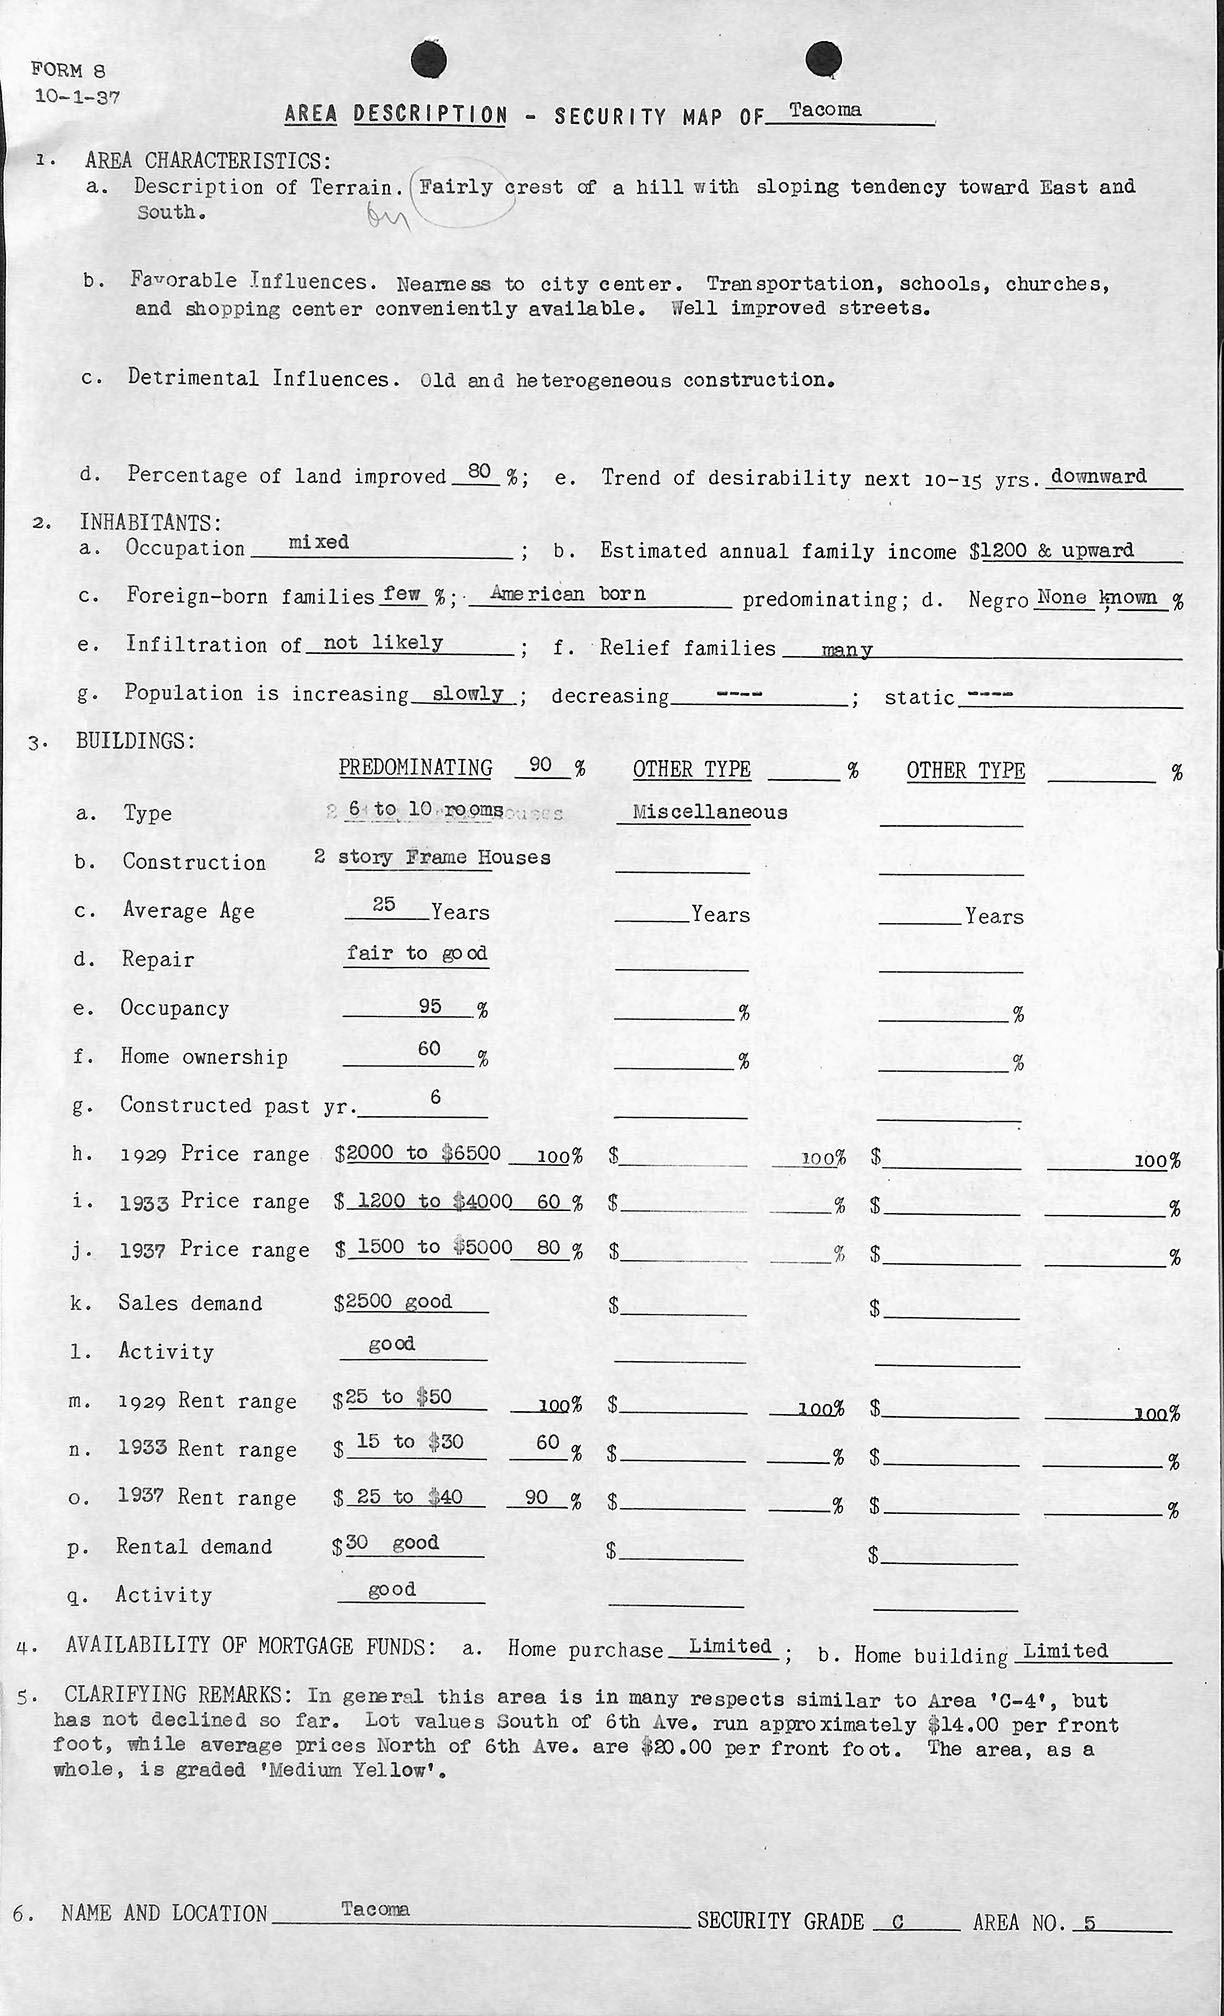 FORM 8
10-1-37
AREA DESCRIPTION - SECURITY MAP OF Tacoma
1. AREA CHARACTERISTICS:
a. Description of Terrain. Fairly crest of a hill with sloping tendency toward East and
South. on
b. Favorable Influences. Nearness to city center. Transportation, schools, churches,
and shopping center conveniently available. Well improved streets.
c. Detrimental Influences. Old and heterogeneous construction.
d. Percentage of land improved 80 %; e. Trend of desirability next 10-15 yrs. downward
2. INHABITANTS:
a. Occupation mixed ; b. Estimated annual family income $1200 & upward
c. Foreign-born families few %; American born predominating; d. Negro None known %
e. Infiltration of not likely ; f. Relief families many
g. Population is increasing slowly ; decreasing ---- ; static ----
3. BUILDINGS:
PREDOMINATING 90 % OTHER TYPE % OTHER TYPE %
a. Type 6 to 10 rooms Miscellaneous
b. Construction 2 story Frame Houses
c. Average Age 25 Years Years Years
d. Repair fair to good
e. Occupancy 95 % % %
f. Home ownership 60 % % %
g. Constructed past yr. 6
h. 1929 Price range $2000 to $6500 100% $ 100% $ 100%
i. 1933 Price range $ 1200 to $4000 60 % $ % $ %
j. 1937 Price range $ 1500 to $5000 80 % $ % $ %
k. Sales demand $2500 good $ $
l. Activity good
m. 1929 Rent range $25 to $50 100% $ 100% $ 100%
n. 1933 Rent range $ 15 to $30 60 % $ % $ %
o. 1937 Rent range $ 25 to $40 90 % $ % $ %
p. Rental demand $30 good $ $
q. Activity good
4. AVAILABILITY OF MORTGAGE FUNDS: a. Home purchase Limited ; b. Home building Limited
5. CLARIFYING REMARKS: In general this area is in many respects similar to Area 'C-4', but
has not declined so far. Lot values South of 6th Ave. run approximately $14.00 per front
foot, while average prices North of 6th Ave. are $20.00 per front foot. The area, as a
whole, is graded 'Medium Yellow'.
6. NAME AND LOCATION Tacoma SECURITY GRADE C AREA NO. 5